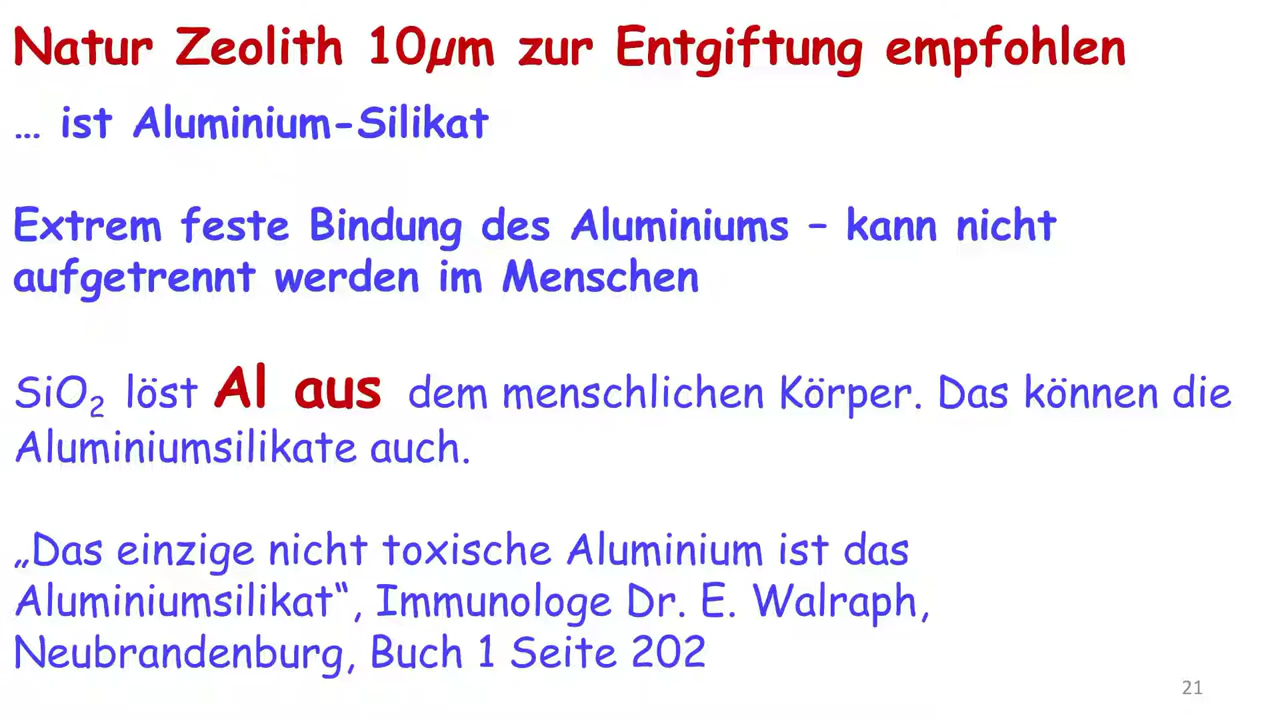 Natur Zeolith 10µm zur Entgiftung empfohlen
… ist Aluminium-Silikat
Extrem feste Bindung des Aluminiums – kann nicht
aufgetrennt werden im Menschen
SiO₂ löst Al aus dem menschlichen Körper. Das können die
Aluminiumsilikate auch.
„Das einzige nicht toxische Aluminium ist das
Aluminiumsilikat“, Immunologe Dr. E. Walraph,
Neubrandenburg, Buch 1 Seite 202
21